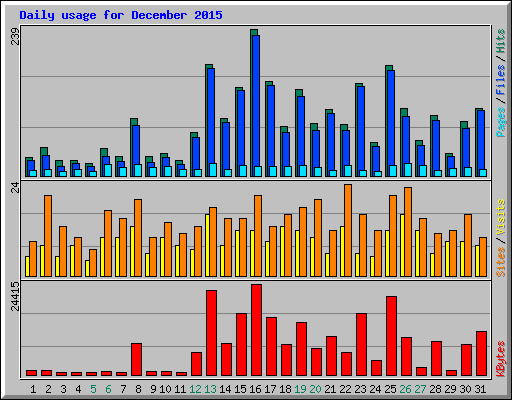 Daily usage for December 2015
239
Pages / Files / Hits
24
Sites / Visits
24415
KBytes
1 2 3 4 5 6 7 8 9 10 11 12 13 14 15 16 17 18 19 20 21 22 23 24 25 26 27 28 29 30 31